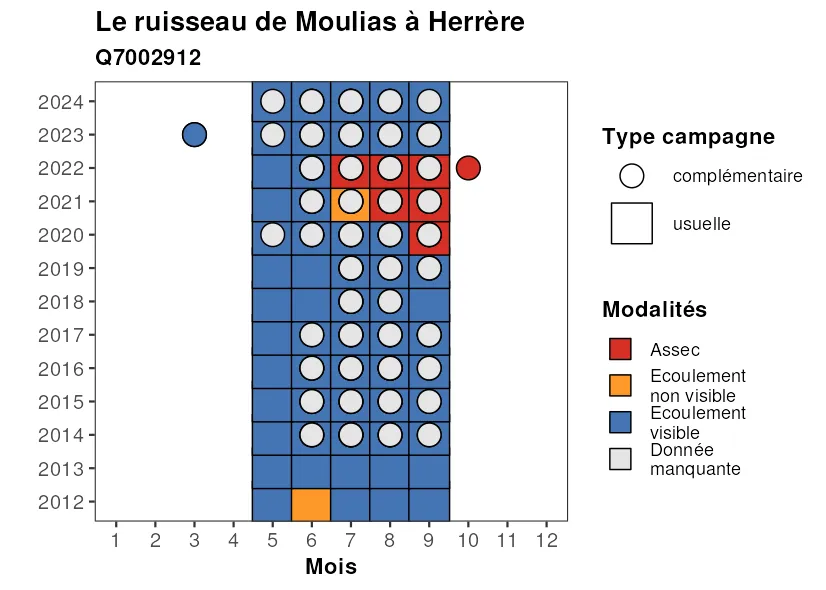 Le ruisseau de Moulias à Herrère
Q7002912
2024
2023
2022
2021
2020
2019
2018
2017
2016
2015
2014
2013
2012
1 2 3 4 5 6 7 8 9 10 11 12
Mois
Type campagne
complémentaire
usuelle
Modalités
Assec
Ecoulement
non visible
Ecoulement
visible
Donnée
manquante